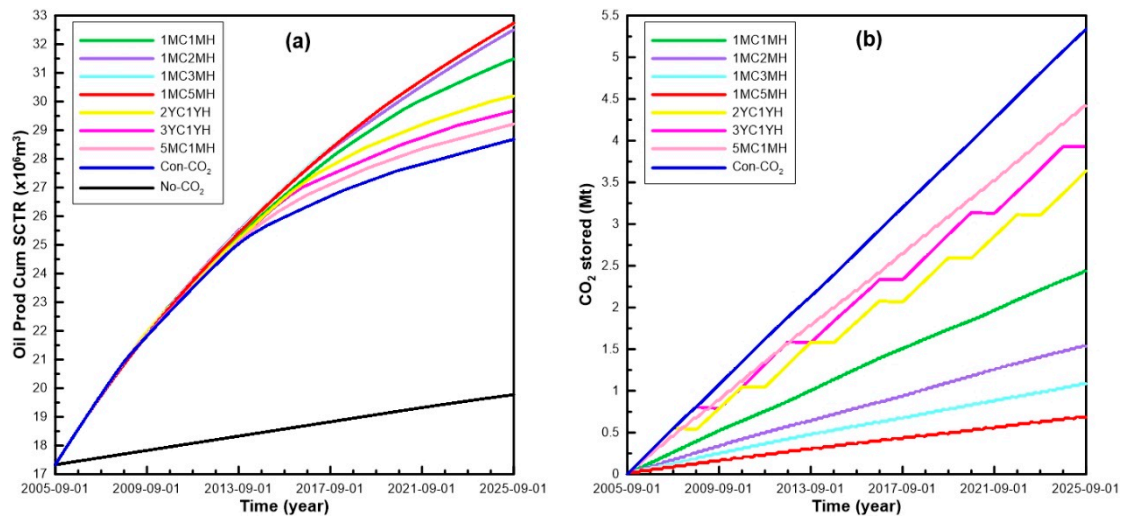 (a)
Oil Prod Cum SCTR (x10⁶m³)
33
32
31
30
29
28
27
26
25
24
23
22
21
20
19
18
17
1MC1MH
1MC2MH
1MC3MH
1MC5MH
2YC1YH
3YC1YH
5MC1MH
Con-CO₂
No-CO₂
2005-09-01 2009-09-01 2013-09-01 2017-09-01 2021-09-01 2025-09-01
Time (year)
(b)
CO₂ stored (Mt)
5.5
5
4.5
4
3.5
3
2.5
2
1.5
1
0.5
0
1MC1MH
1MC2MH
1MC3MH
1MC5MH
2YC1YH
3YC1YH
5MC1MH
Con-CO₂
2005-09-01 2009-09-01 2013-09-01 2017-09-01 2021-09-01 2025-09-01
Time (year)